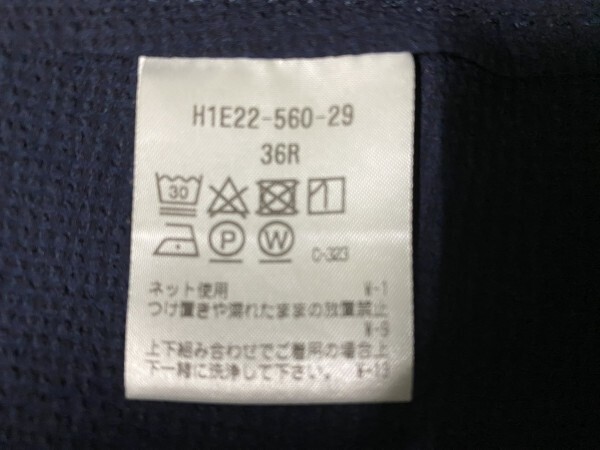 H1E22-560-29
36R
30
P W C-323
ネット使用 ¥-1
つけ置きや濡れたままの放置禁止
¥-9
上下組み合わせでご着用の場合上
下一緒に洗浄して下さい。 ¥-13